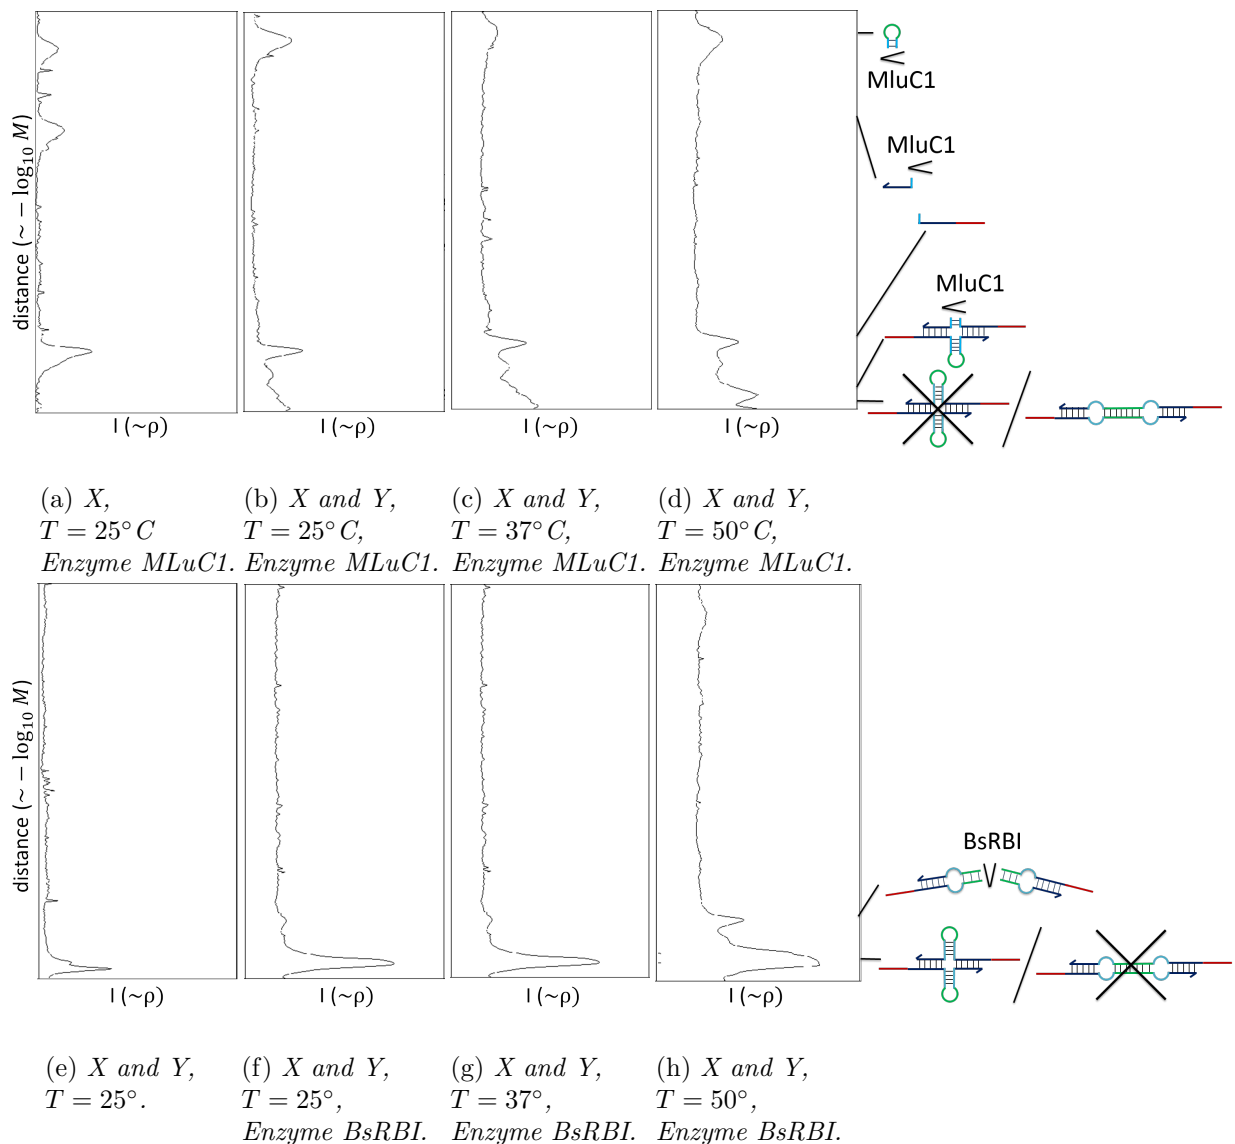 MluC1
MluC1
MluC1
distance (~ − log₁₀ M)
I (~ρ)
I (~ρ)
I (~ρ)
I (~ρ)
(a) X,
T = 25° C
Enzyme MLuC1.
(b) X and Y,
T = 25° C,
Enzyme MLuC1.
(c) X and Y,
T = 37° C,
Enzyme MLuC1.
(d) X and Y,
T = 50° C,
Enzyme MLuC1.
distance (~ − log₁₀ M)
BsRBI
I (~ρ)
I (~ρ)
I (~ρ)
I (~ρ)
(e) X and Y,
T = 25°.
(f) X and Y,
T = 25°,
Enzyme BsRBI.
(g) X and Y,
T = 37°,
Enzyme BsRBI.
(h) X and Y,
T = 50°,
Enzyme BsRBI.